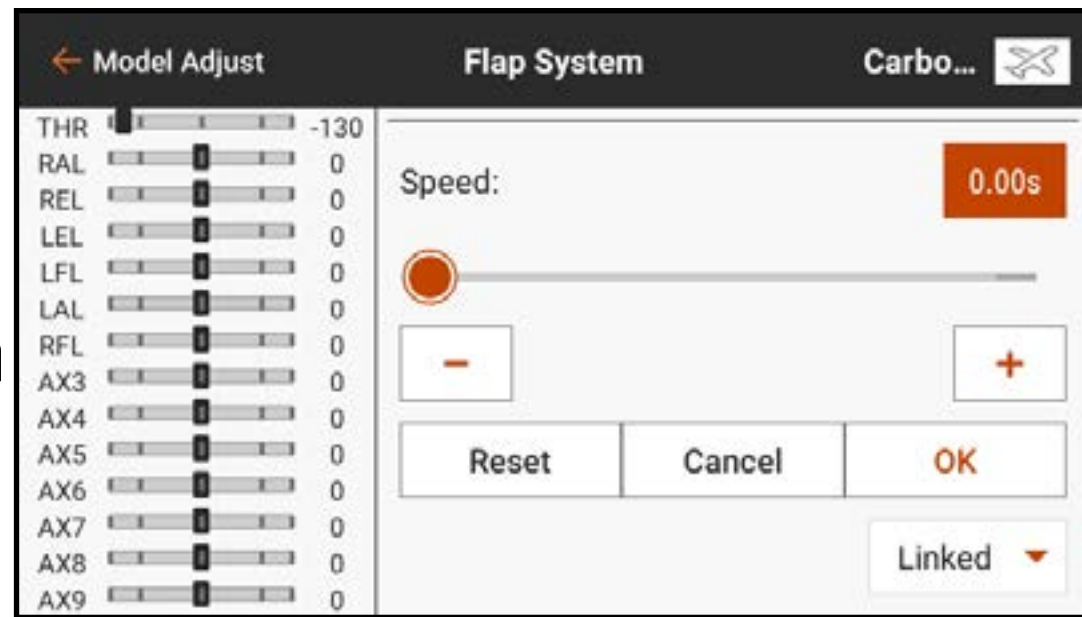 ← Model Adjust Flap System Carbo...
THR -130
RAL 0
REL 0
LEL 0
LFL 0
LAL 0
RFL 0
AX3 0
AX4 0
AX5 0
AX6 0
AX7 0
AX8 0
AX9 0
Speed: 0.00s
− +
Reset Cancel OK
Linked